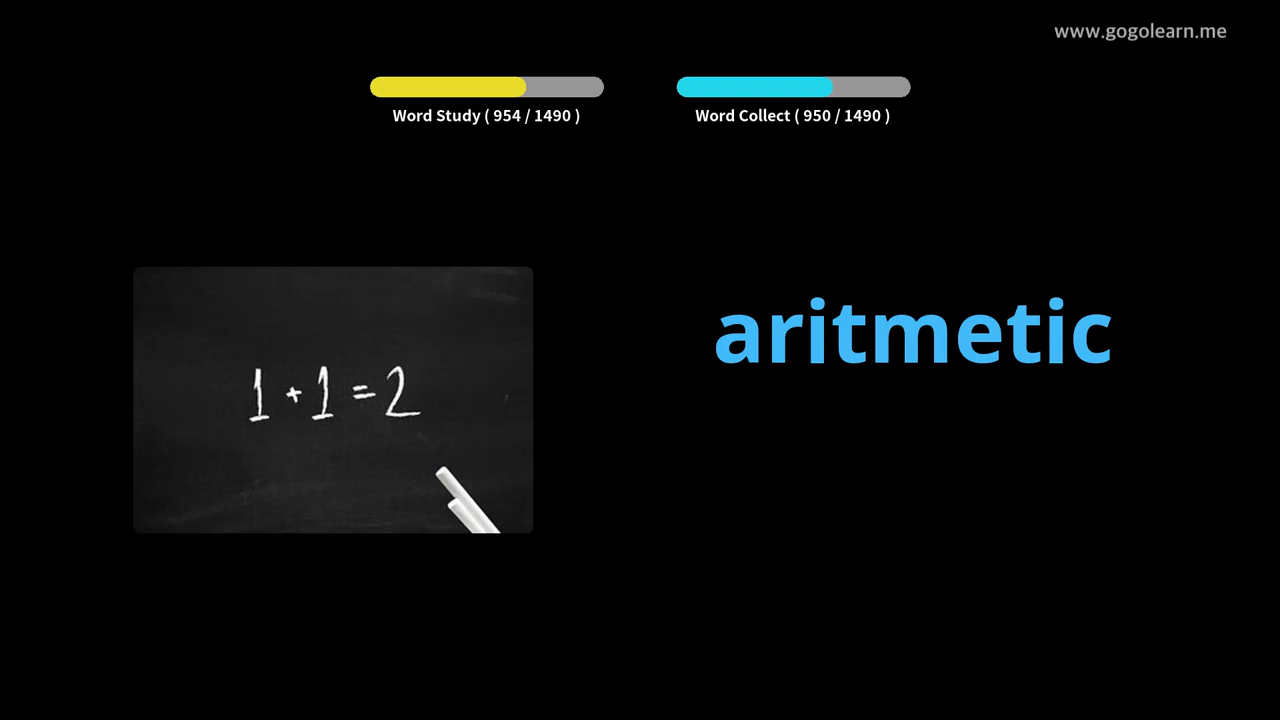 www.gogolearn.me
Word Study ( 954 / 1490 )
Word Collect ( 950 / 1490 )
1 + 1 = 2
aritmetic